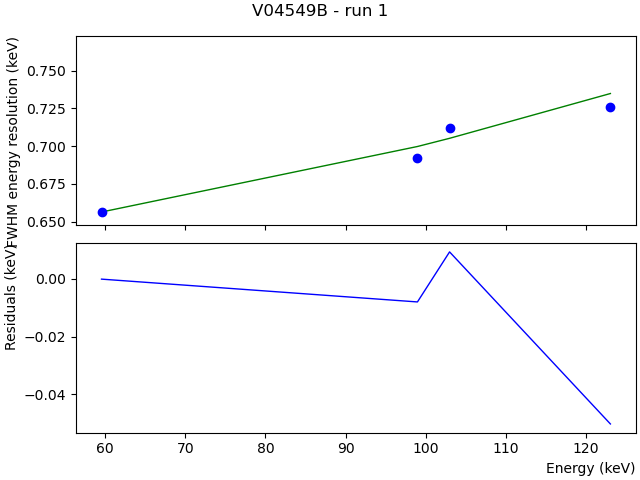 V04549B - run 1
FWHM energy resolution (keV)
0.750
0.725
0.700
0.675
0.650
Residuals (keV)
0.00
−0.02
−0.04
60 70 80 90 100 110 120
Energy (keV)